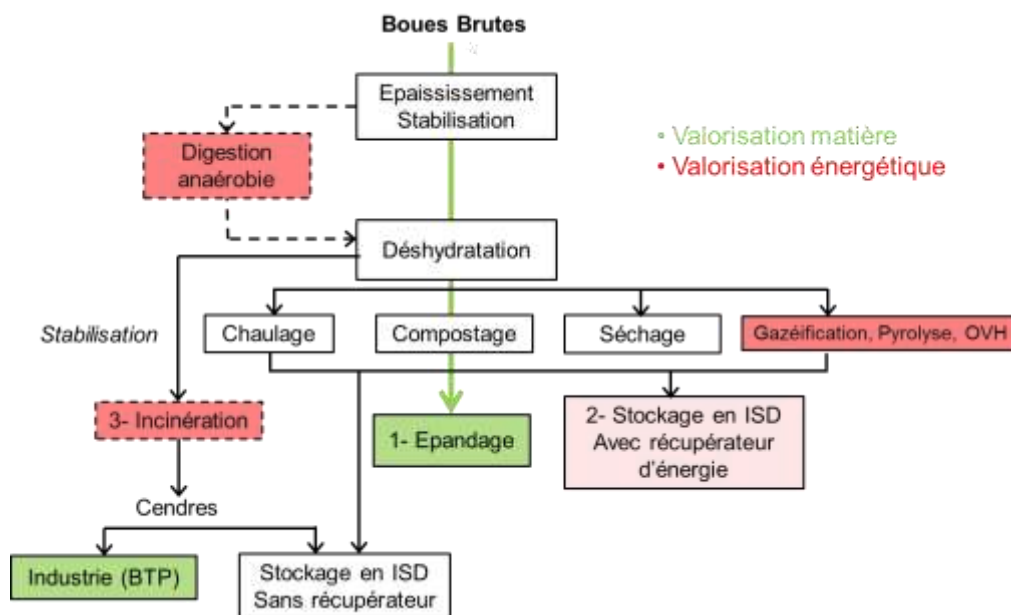 Boues Brutes
Epaississement
Stabilisation
• Valorisation matière
• Valorisation énergétique
Digestion
anaérobie
Déshydratation
Stabilisation
Chaulage
Compostage
Séchage
Gazéification, Pyrolyse, OVH
3- Incinération
1- Epandage
2- Stockage en ISD
Avec récupérateur
d'énergie
Cendres
Industrie (BTP)
Stockage en ISD
Sans récupérateur